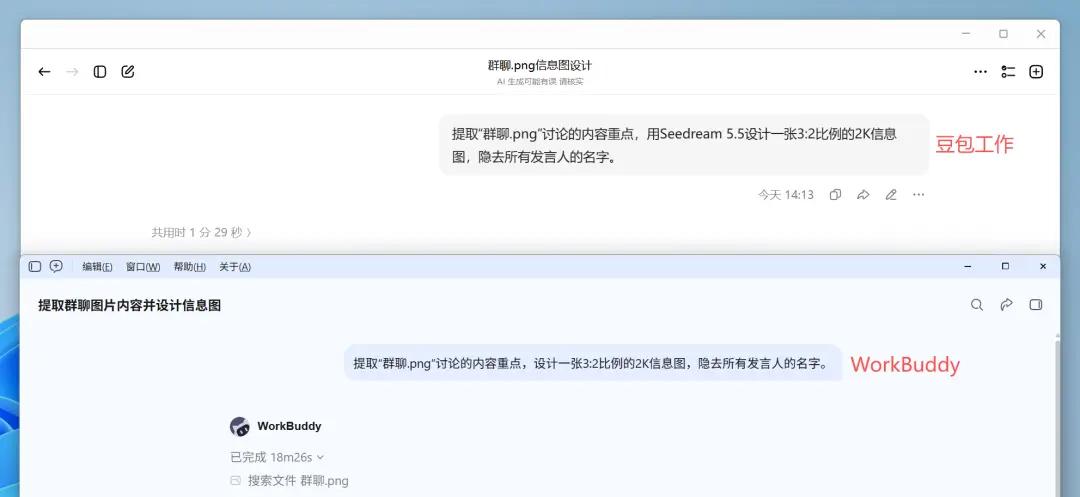 群聊.png信息图设计
AI 生成可能有误 请核实
提取“群聊.png”讨论的内容重点，用Seedream 5.5设计一张3:2比例的2K信息
图，隐去所有发言人的名字。
豆包工作
今天 14:13
共用时 1 分 29 秒
编辑(E) 窗口(W) 帮助(H) 关于(A)
提取群聊图片内容并设计信息图
提取“群聊.png”讨论的内容重点，设计一张3:2比例的2K信息图，隐去所有发言人的名字。
WorkBuddy
WorkBuddy
已完成 18m26s
搜索文件 群聊.png